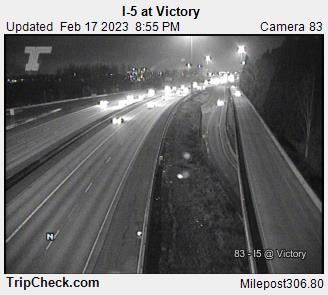 I-5 at Victory
Updated Feb 17 2023 8:55 PM Camera 83
T
N
83 - I5 @ Victory
TripCheck.com Milepost306.80